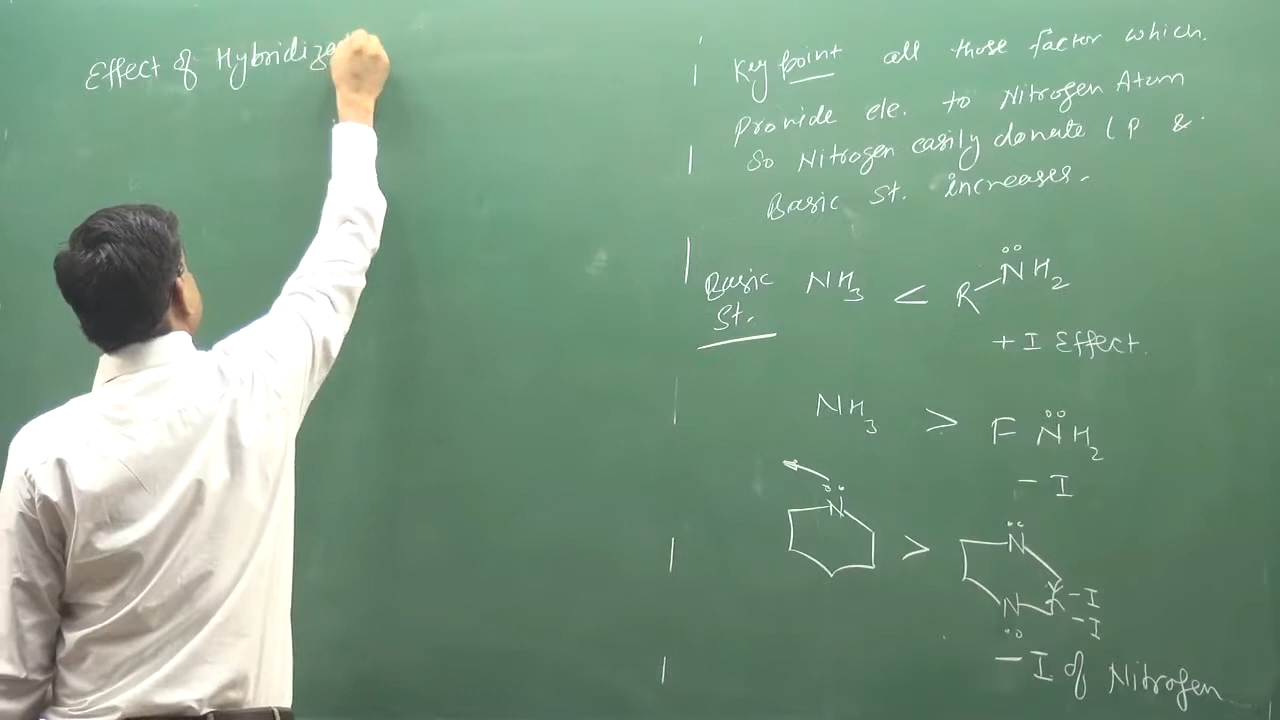 Effect of Hybridiza
Key point all those factor which.
Provide ele. to Nitrogen Atom
So Nitrogen easily donate LP &
Basic St. increases.
Basic St. NH3 < R-NH2
+I Effect.
NH3 > F NH2
-I
N > N
N -I
-I
-I of Nitrogen